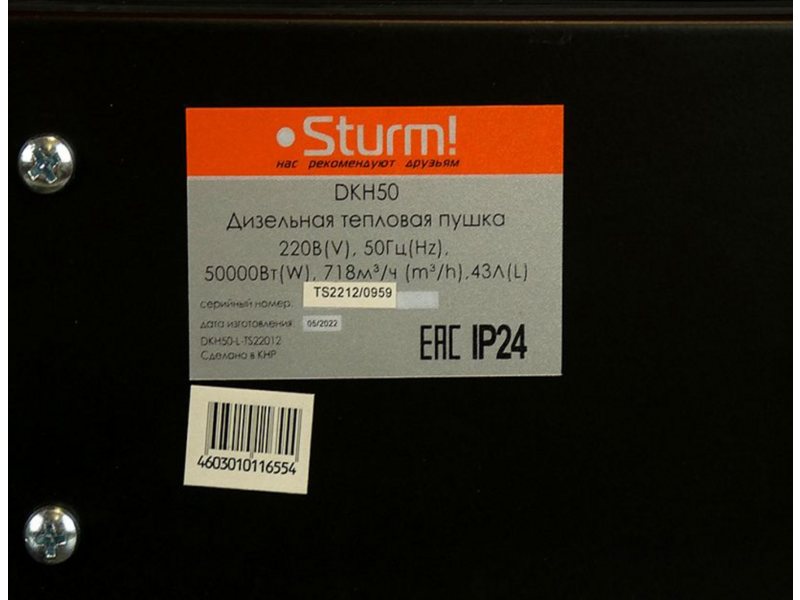 Sturm!
нас рекомендуют друзьям
DKH50
Дизельная тепловая пушка
220В(V), 50Гц(Hz),
50000Вт(W), 718м³/ч (m³/h),43Л(L)
серийный номер: TS2212/0959
дата изготовления: 05/2022
DKH50-L-TS22012
Сделано в КНР
EAC IP24
4603010116554